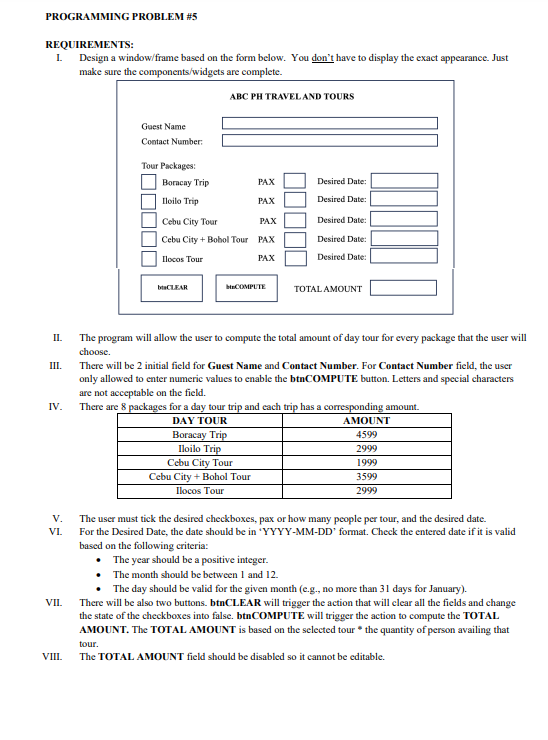 PROGRAMMING PROBLEM #5
REQUIREMENTS:
I. Design a window/frame based on the form below. You don't have to display the exact appearance. Just
make sure the components/widgets are complete.
ABC PH TRAVEL AND TOURS
Guest Name
Contact Number:
Tour Packages:
Boracay Trip PAX Desired Date:
Iloilo Trip PAX Desired Date:
Cebu City Tour PAX Desired Date:
Cebu City + Bohol Tour PAX Desired Date:
Ilocos Tour PAX Desired Date:
btnCLEAR btnCOMPUTE TOTAL AMOUNT
II. The program will allow the user to compute the total amount of day tour for every package that the user will
choose.
III. There will be 2 initial field for Guest Name and Contact Number. For Contact Number field, the user
only allowed to enter numeric values to enable the btnCOMPUTE button. Letters and special characters
are not acceptable on the field.
IV. There are 8 packages for a day tour trip and each trip has a corresponding amount.
DAY TOUR AMOUNT
Boracay Trip 4599
Iloilo Trip 2999
Cebu City Tour 1999
Cebu City + Bohol Tour 3599
Ilocos Tour 2999
V. The user must tick the desired checkboxes, pax or how many people per tour, and the desired date.
VI. For the Desired Date, the date should be in 'YYYY-MM-DD' format. Check the entered date if it is valid
based on the following criteria:
• The year should be a positive integer.
• The month should be between 1 and 12.
• The day should be valid for the given month (e.g., no more than 31 days for January).
VII. There will be also two buttons. btnCLEAR will trigger the action that will clear all the fields and change
the state of the checkboxes into false. btnCOMPUTE will trigger the action to compute the TOTAL
AMOUNT. The TOTAL AMOUNT is based on the selected tour * the quantity of person availing that
tour.
VIII. The TOTAL AMOUNT field should be disabled so it cannot be editable.